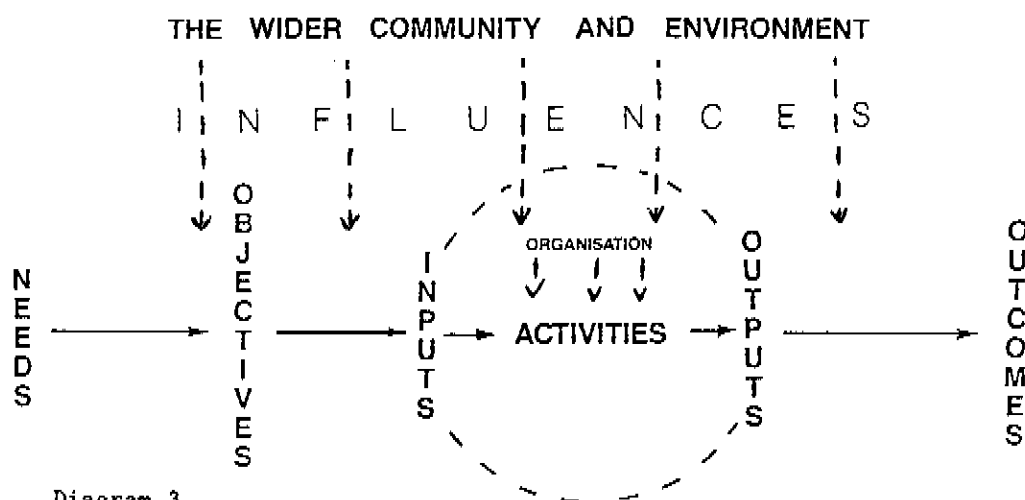 THE WIDER COMMUNITY AND ENVIRONMENT
INFLUENCES
NEEDS
OBJECTIVES
INPUTS
ORGANISATION
ACTIVITIES
OUTPUTS
OUTCOMES
Diagram 3